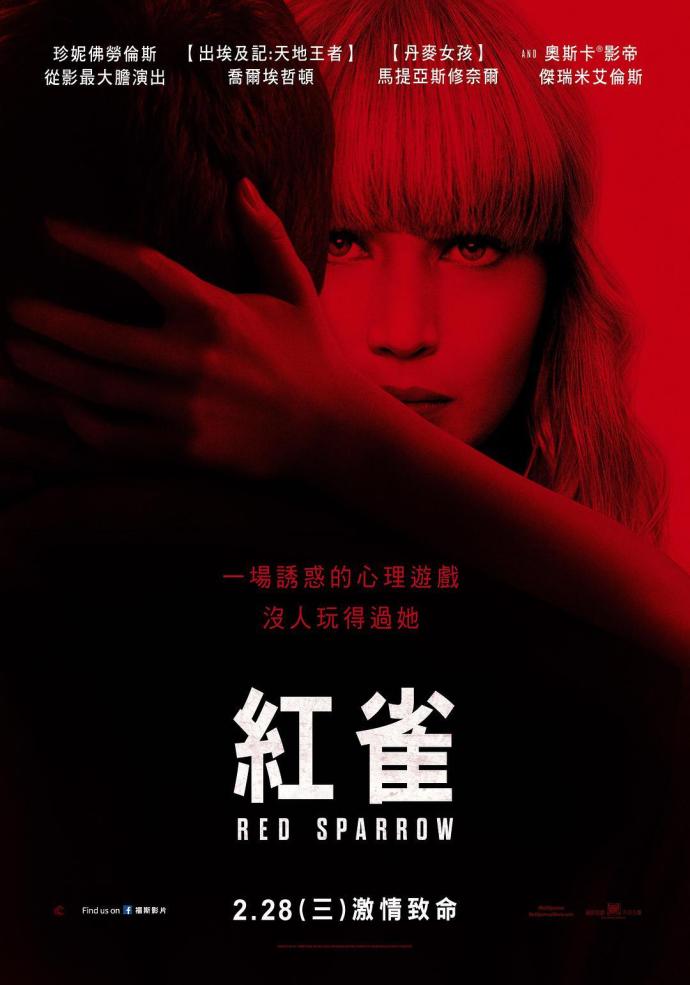 珍妮佛勞倫斯
從影最大膽演出
【出埃及記:天地王者】
喬爾埃哲頓
【丹麥女孩】
馬提亞斯修奈爾
AND 奧斯卡®影帝
傑瑞米艾倫斯
一場誘惑的心理遊戲
沒人玩得過她
紅雀
RED SPARROW
Find us on f 福斯影片
2.28(三)激情致命